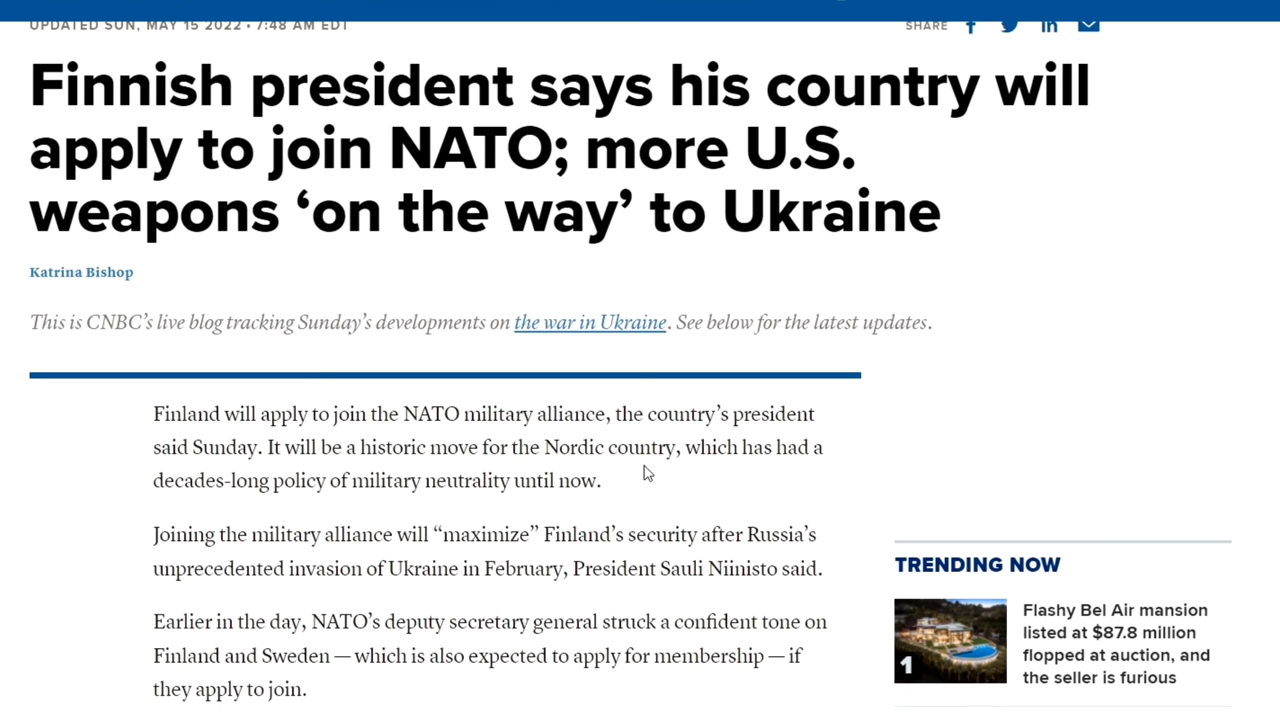 UPDATED SUN, MAY 15 2022 • 7:48 AM EDT
SHARE
Finnish president says his country will
apply to join NATO; more U.S.
weapons ‘on the way’ to Ukraine
Katrina Bishop
This is CNBC’s live blog tracking Sunday’s developments on the war in Ukraine. See below for the latest updates.
Finland will apply to join the NATO military alliance, the country’s president
said Sunday. It will be a historic move for the Nordic country, which has had a
decades-long policy of military neutrality until now.
Joining the military alliance will “maximize” Finland’s security after Russia’s
unprecedented invasion of Ukraine in February, President Sauli Niinisto said.
Earlier in the day, NATO’s deputy secretary general struck a confident tone on
Finland and Sweden — which is also expected to apply for membership — if
they apply to join.
TRENDING NOW
1
Flashy Bel Air mansion
listed at $87.8 million
flopped at auction, and
the seller is furious